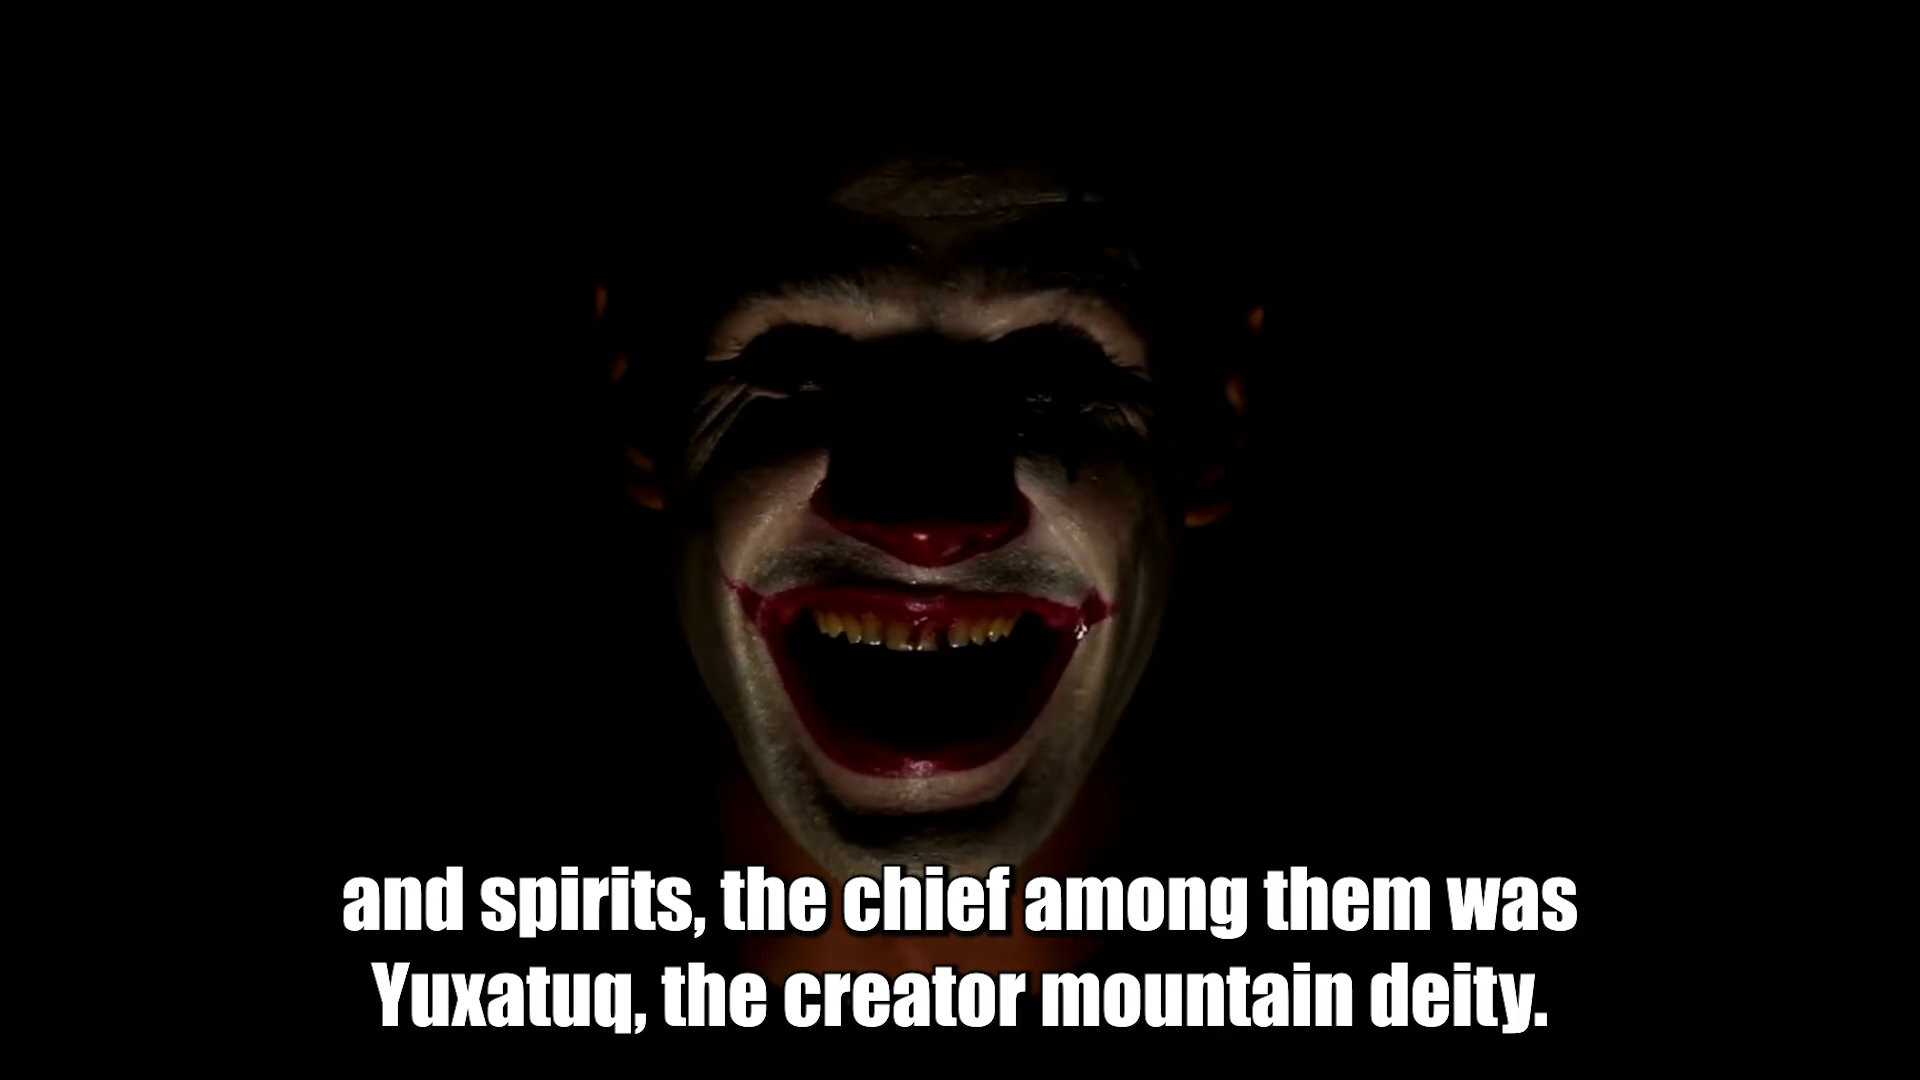 and spirits, the chief among them was
Yuxatuq, the creator mountain deity.